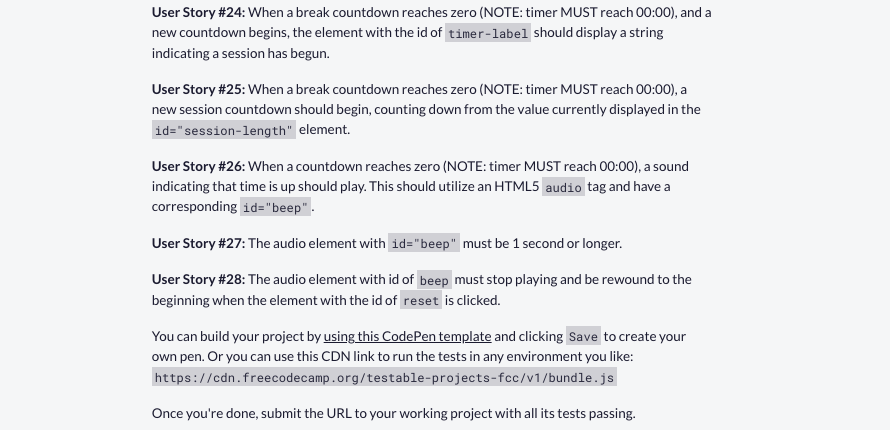 User Story #24: When a break countdown reaches zero (NOTE: timer MUST reach 00:00), and a
new countdown begins, the element with the id of timer-label should display a string
indicating a session has begun.
User Story #25: When a break countdown reaches zero (NOTE: timer MUST reach 00:00), a
new session countdown should begin, counting down from the value currently displayed in the
id="session-length" element.
User Story #26: When a countdown reaches zero (NOTE: timer MUST reach 00:00), a sound
indicating that time is up should play. This should utilize an HTML5 audio tag and have a
corresponding id="beep".
User Story #27: The audio element with id="beep" must be 1 second or longer.
User Story #28: The audio element with id of beep must stop playing and be rewound to the
beginning when the element with the id of reset is clicked.
You can build your project by using this CodePen template and clicking Save to create your
own pen. Or you can use this CDN link to run the tests in any environment you like:
https://cdn.freecodecamp.org/testable-projects-fcc/v1/bundle.js
Once you're done, submit the URL to your working project with all its tests passing.